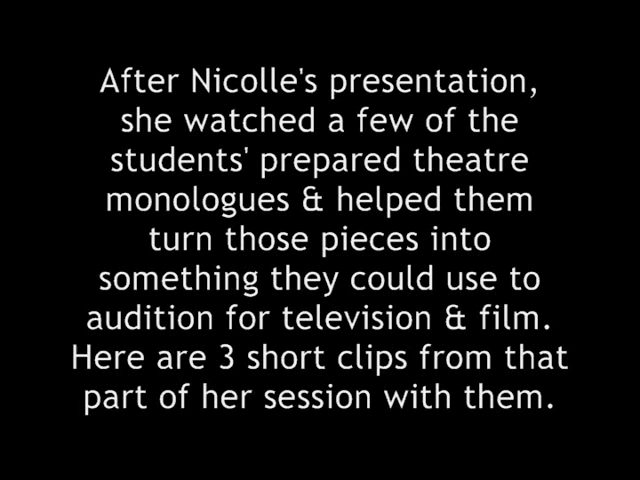 After Nicolle's presentation,
she watched a few of the
students' prepared theatre
monologues & helped them
turn those pieces into
something they could use to
audition for television & film.
Here are 3 short clips from that
part of her session with them.